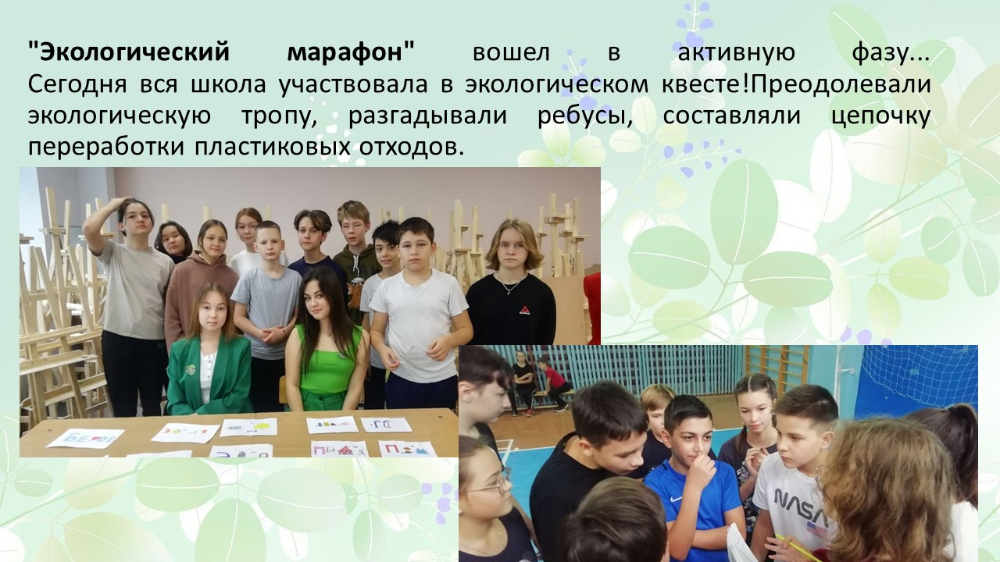 "Экологический марафон" вошел в активную фазу...
Сегодня вся школа участвовала в экологическом квесте!Преодолевали
экологическую тропу, разгадывали ребусы, составляли цепочку
переработки пластиковых отходов.
NASA